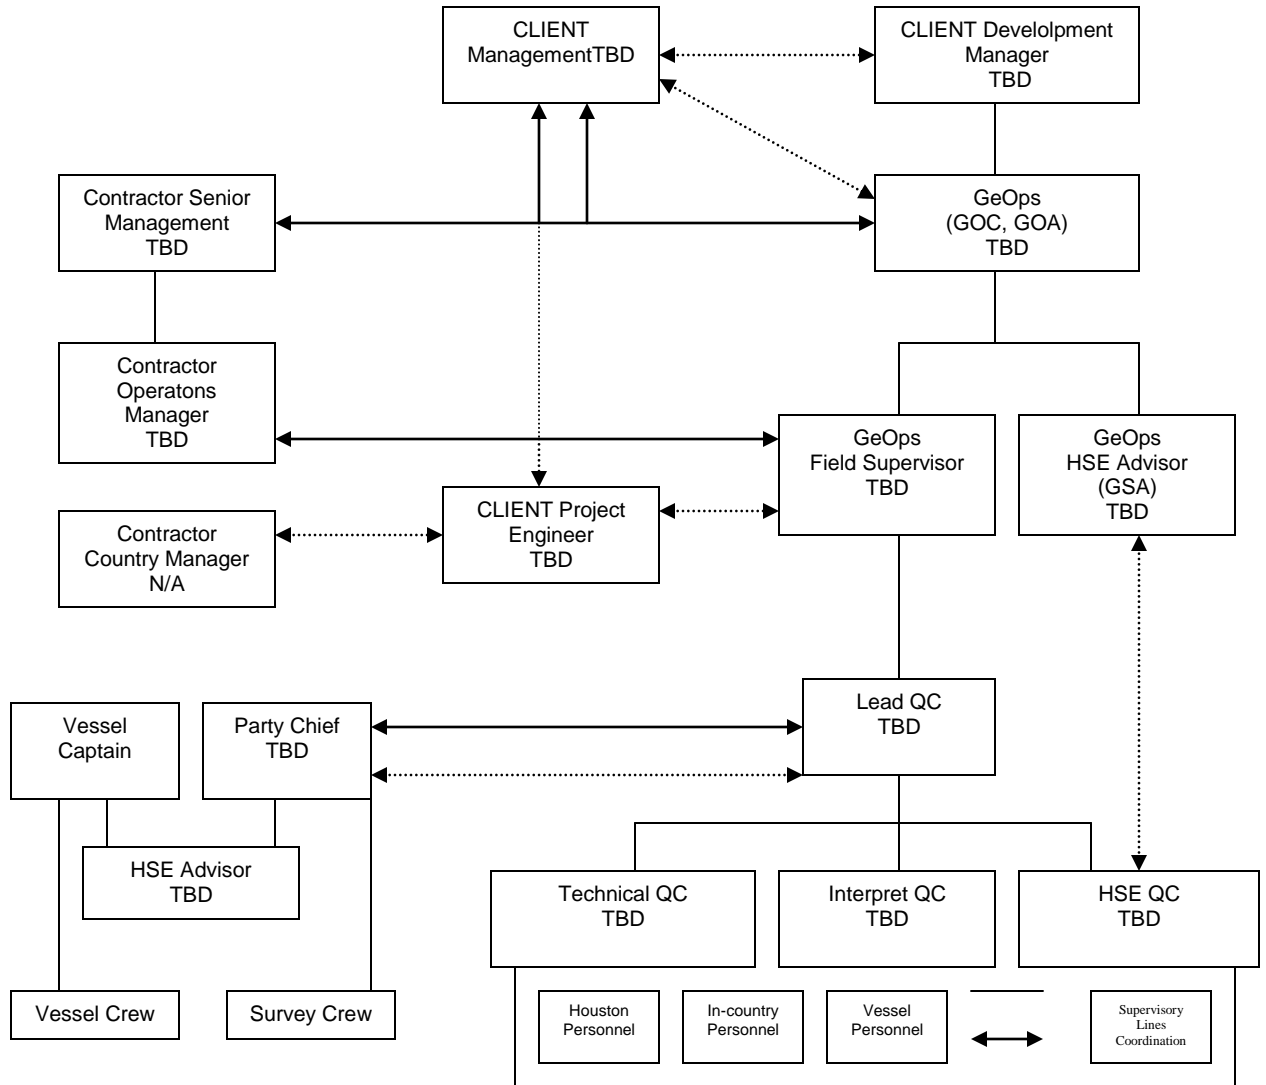 CLIENT
ManagementTBD
CLIENT Develolpment
Manager
TBD
Contractor Senior
Management
TBD
GeOps
(GOC, GOA)
TBD
Contractor
Operatons
Manager
TBD
GeOps
Field Supervisor
TBD
GeOps
HSE Advisor
(GSA)
TBD
CLIENT Project
Engineer
TBD
Contractor
Country Manager
N/A
Vessel
Captain
Party Chief
TBD
Lead QC
TBD
HSE Advisor
TBD
Technical QC
TBD
Interpret QC
TBD
HSE QC
TBD
Vessel Crew
Survey Crew
Houston
Personnel
In-country
Personnel
Vessel
Personnel
Supervisory
Lines
Coordination